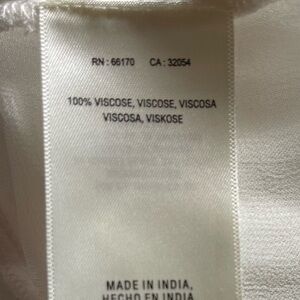 RN : 66170 CA : 32054
100% VISCOSE, VISCOSE, VISCOSA
VISCOSA, VISKOSE
MADE IN INDIA,
HECHO EN INDIA